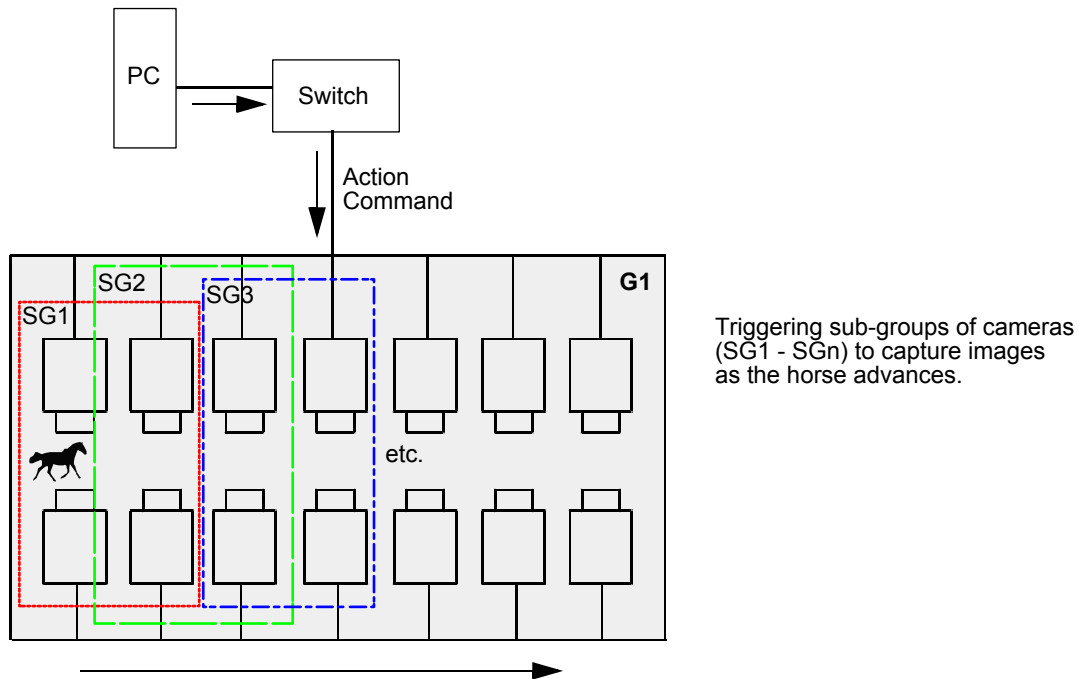 PC
Switch
Action
Command
SG2
G1
SG3
SG1
Triggering sub-groups of cameras
(SG1 - SGn) to capture images
as the horse advances.
etc.